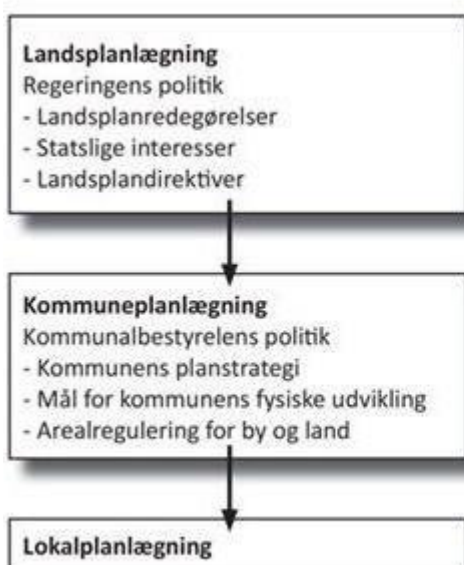 Landsplanlægning
Regeringens politik
- Landsplanredegørelser
- Statslige interesser
- Landsplandirektiver
Kommuneplanlægning
Kommunalbestyrelens politik
- Kommunens planstrategi
- Mål for kommunens fysiske udvikling
- Arealregulering for by og land
Lokalplanlægning